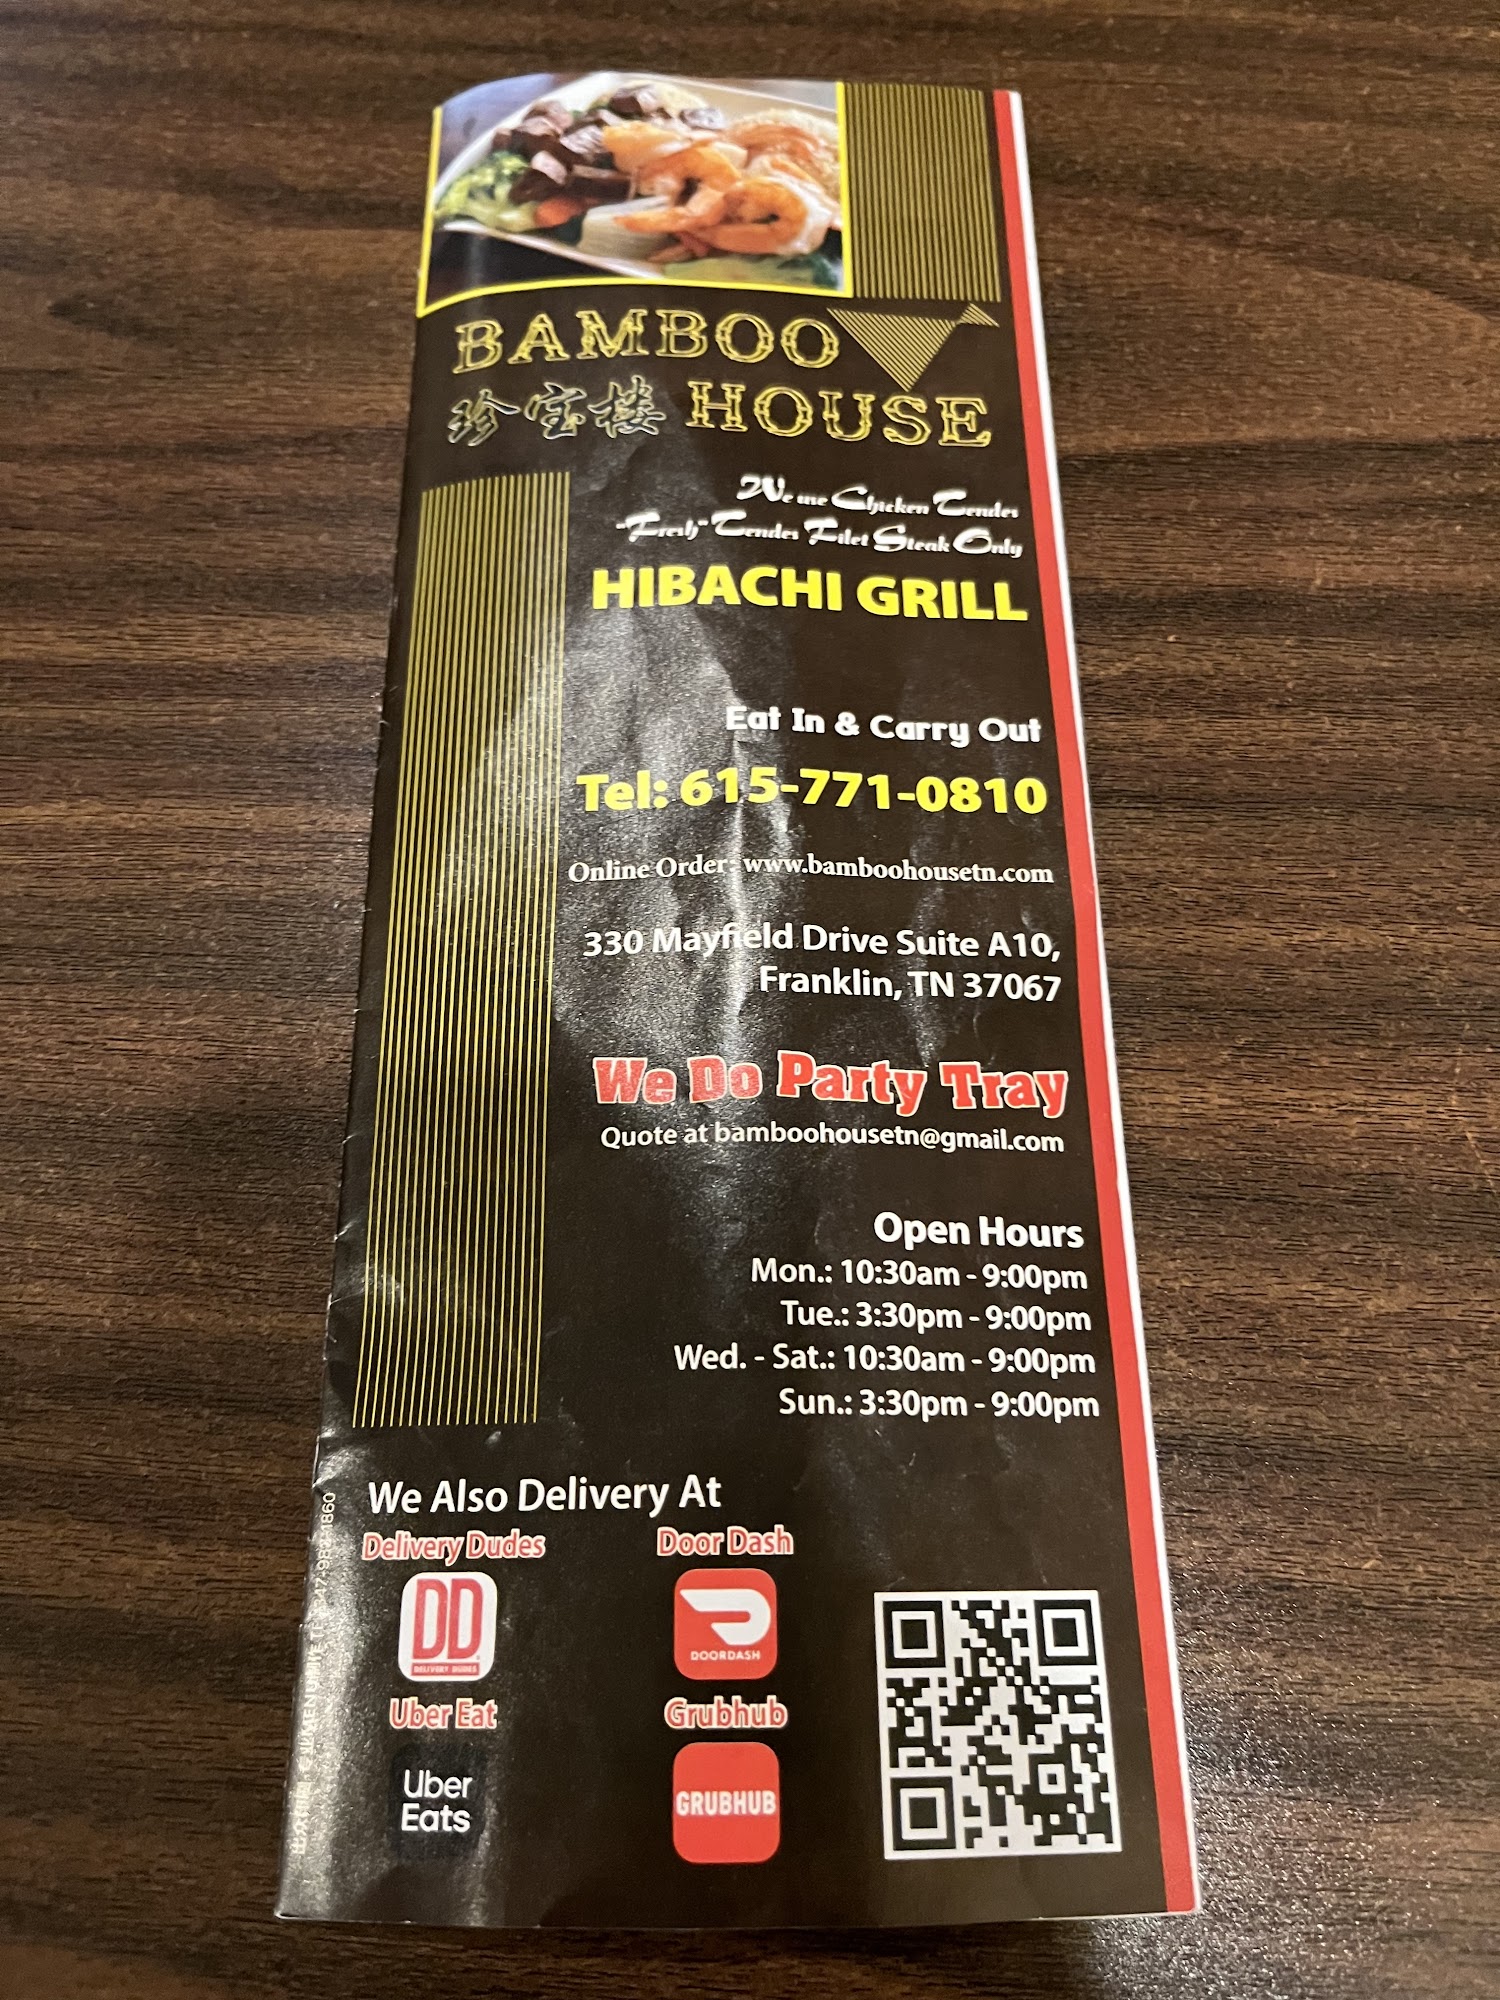 BAMBOO
珍宝楼 HOUSE
We use Chicken Tender
"Fresh" Tender Filet Steak Only
HIBACHI GRILL
Eat In & Carry Out
Tel: 615-771-0810
Online Order: www.bamboohousetn.com
330 Mayfield Drive Suite A10,
Franklin, TN 37067
We Do Party Tray
Quote at bamboohousetn@gmail.com
Open Hours
Mon.: 10:30am - 9:00pm
Tue.: 3:30pm - 9:00pm
Wed. - Sat.: 10:30am - 9:00pm
Sun.: 3:30pm - 9:00pm
We Also Delivery At
Delivery Dudes
DD
DELIVERY DUDES
Door Dash
DOORDASH
Uber Eat
Uber
Eats
Grubhub
GRUBHUB